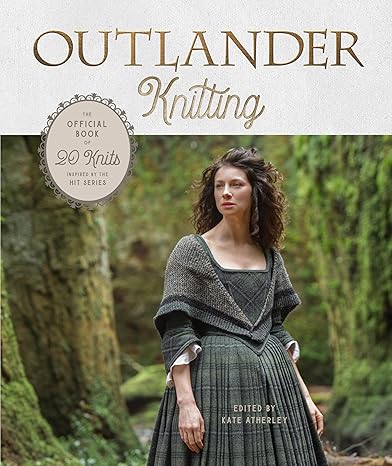 OUTLANDER
Knitting
THE
OFFICIAL
BOOK
OF
20 Knits
INSPIRED BY THE
HIT SERIES
EDITED BY
KATE ATHERLEY